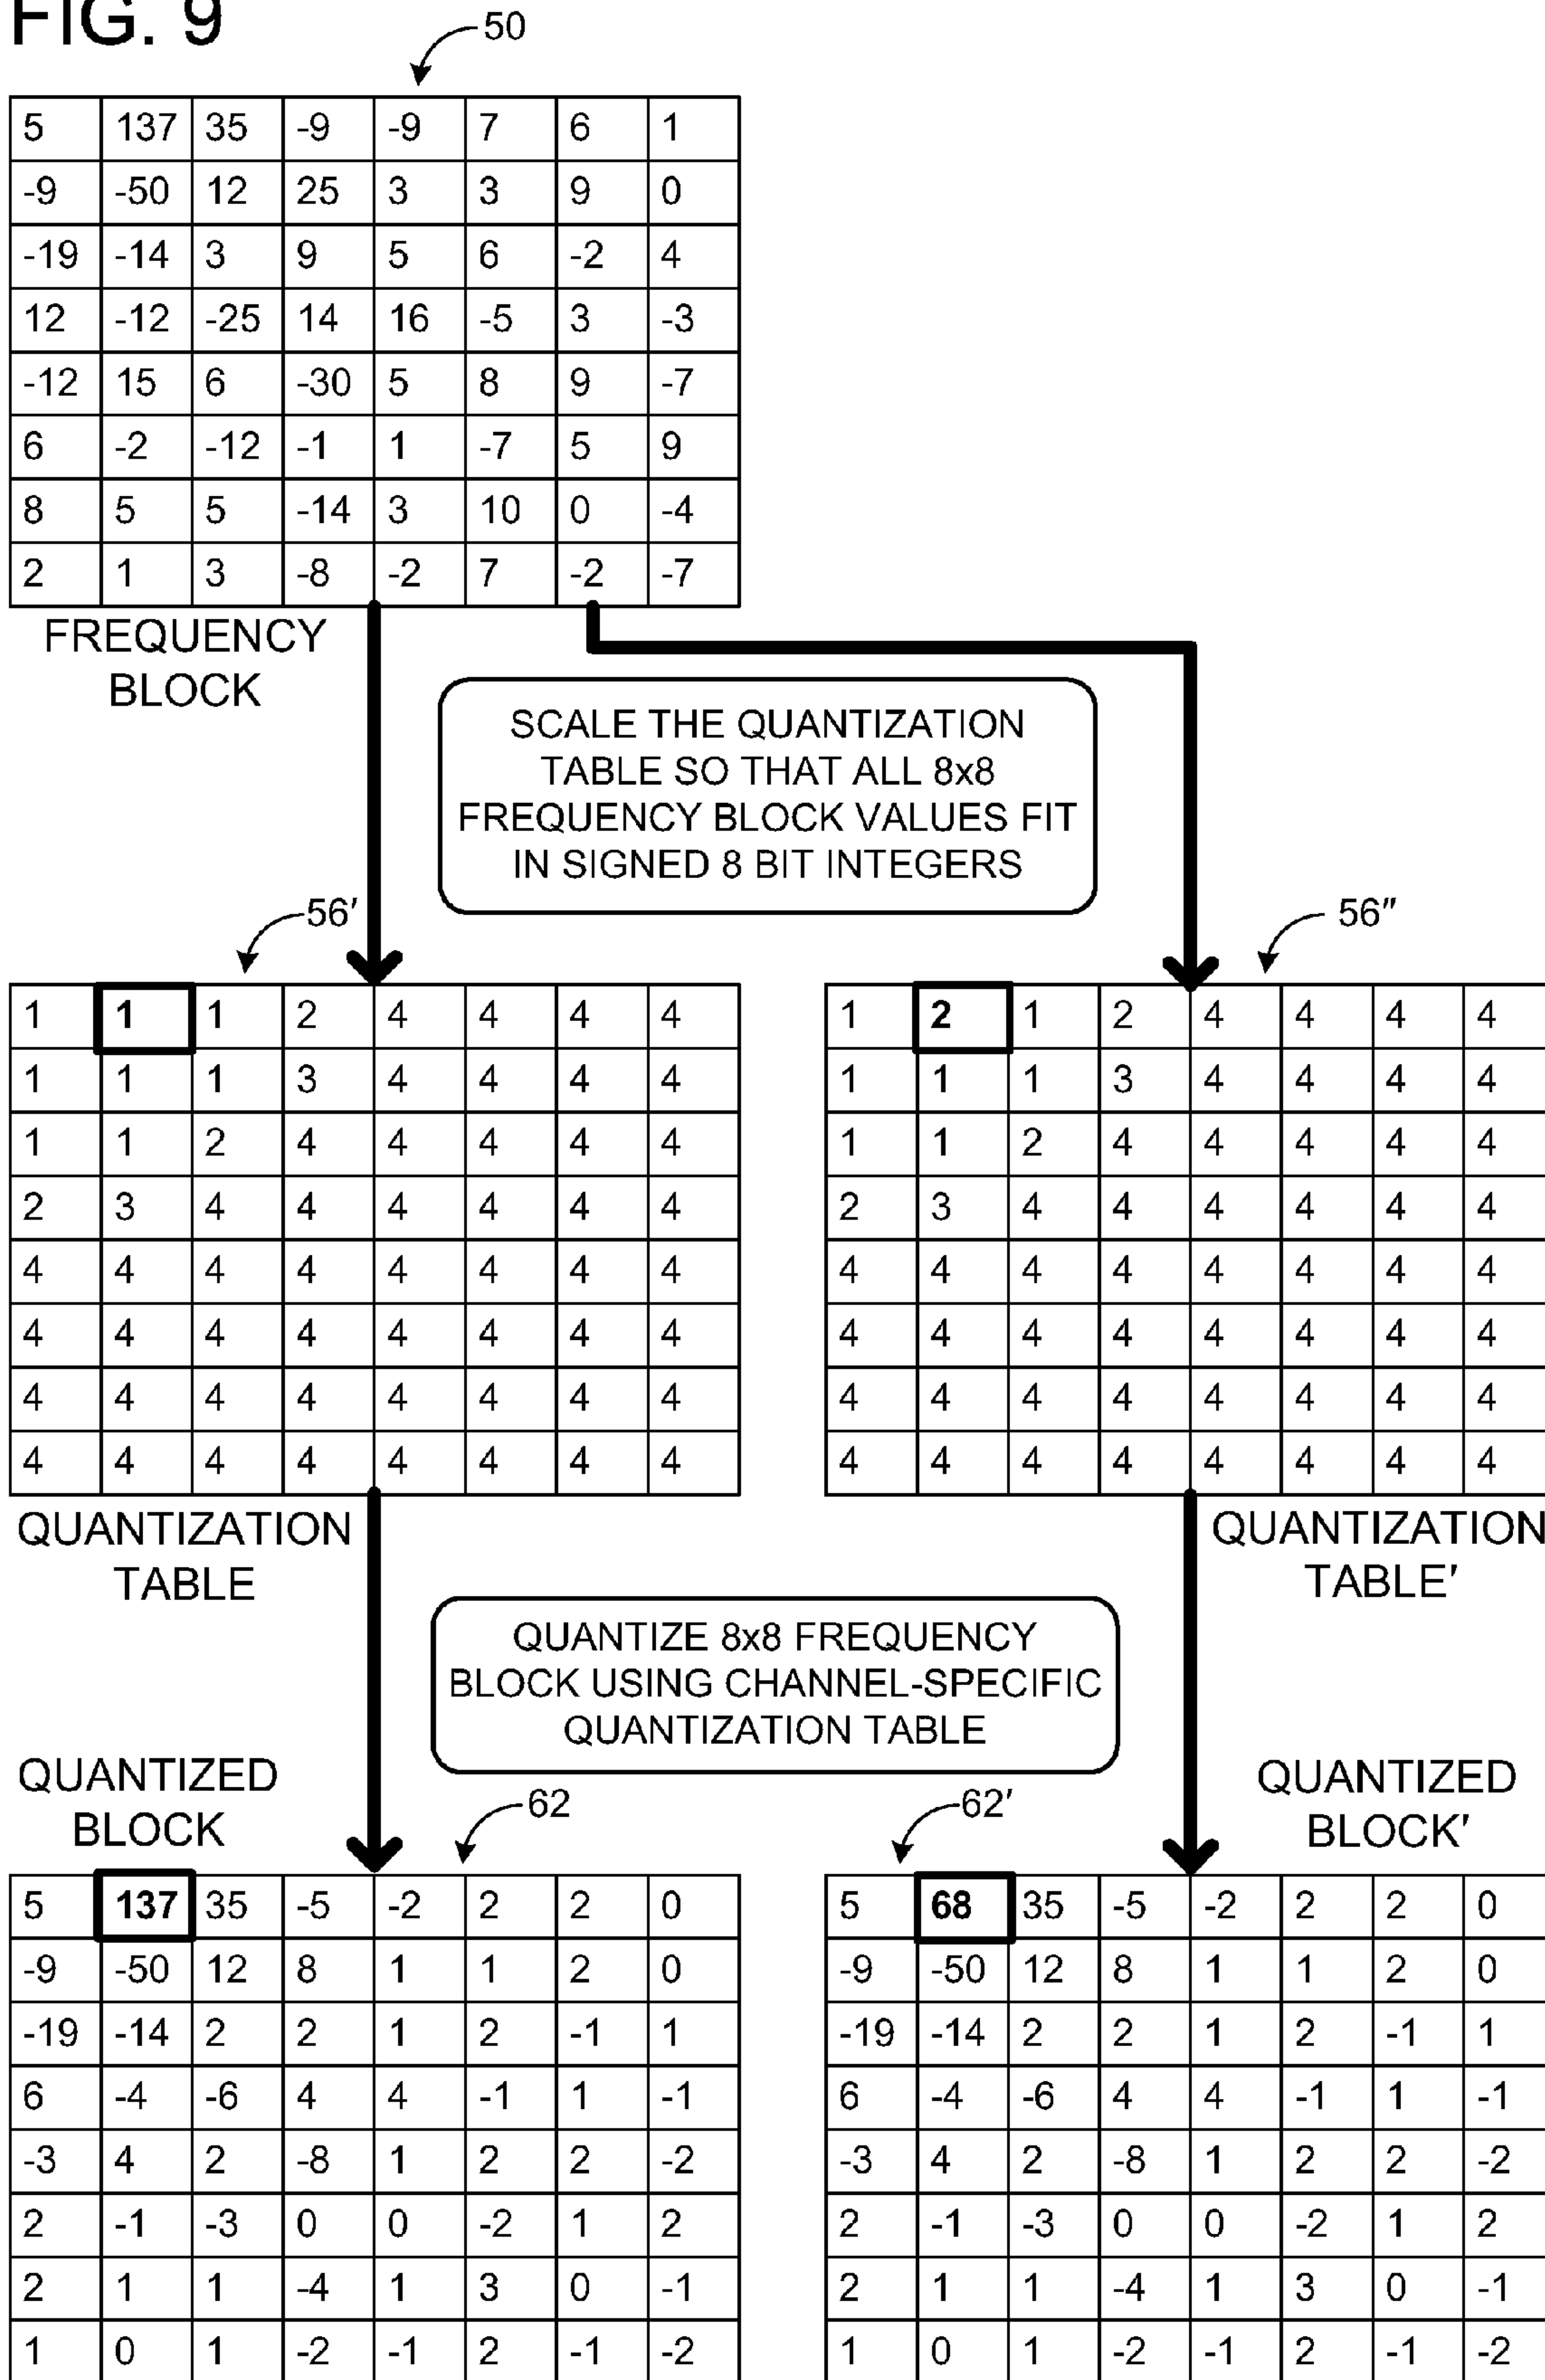 FIG. 9
50
5 137 35 -9 -9 7 6 1
-9 -50 12 25 3 3 9 0
-19 -14 3 9 5 6 -2 4
12 -12 -25 14 16 -5 3 -3
-12 15 6 -30 5 8 9 -7
6 -2 -12 -1 1 -7 5 9
8 5 5 -14 3 10 0 -4
2 1 3 -8 -2 7 -2 -7
FREQUENCY
BLOCK
SCALE THE QUANTIZATION
TABLE SO THAT ALL 8x8
FREQUENCY BLOCK VALUES FIT
IN SIGNED 8 BIT INTEGERS
56′
1 1 1 2 4 4 4 4
1 1 1 3 4 4 4 4
1 1 2 4 4 4 4 4
2 3 4 4 4 4 4 4
4 4 4 4 4 4 4 4
4 4 4 4 4 4 4 4
4 4 4 4 4 4 4 4
4 4 4 4 4 4 4 4
QUANTIZATION
TABLE
56″
1 2 1 2 4 4 4 4
1 1 1 3 4 4 4 4
1 1 2 4 4 4 4 4
2 3 4 4 4 4 4 4
4 4 4 4 4 4 4 4
4 4 4 4 4 4 4 4
4 4 4 4 4 4 4 4
4 4 4 4 4 4 4 4
QUANTIZATION
TABLE′
QUANTIZE 8x8 FREQUENCY
BLOCK USING CHANNEL-SPECIFIC
QUANTIZATION TABLE
QUANTIZED
BLOCK
62
5 137 35 -5 -2 2 2 0
-9 -50 12 8 1 1 2 0
-19 -14 2 2 1 2 -1 1
6 -4 -6 4 4 -1 1 -1
-3 4 2 -8 1 2 2 -2
2 -1 -3 0 0 -2 1 2
2 1 1 -4 1 3 0 -1
1 0 1 -2 -1 2 -1 -2
QUANTIZED
BLOCK′
62′
5 68 35 -5 -2 2 2 0
-9 -50 12 8 1 1 2 0
-19 -14 2 2 1 2 -1 1
6 -4 -6 4 4 -1 1 -1
-3 4 2 -8 1 2 2 -2
2 -1 -3 0 0 -2 1 2
2 1 1 -4 1 3 0 -1
1 0 1 -2 -1 2 -1 -2